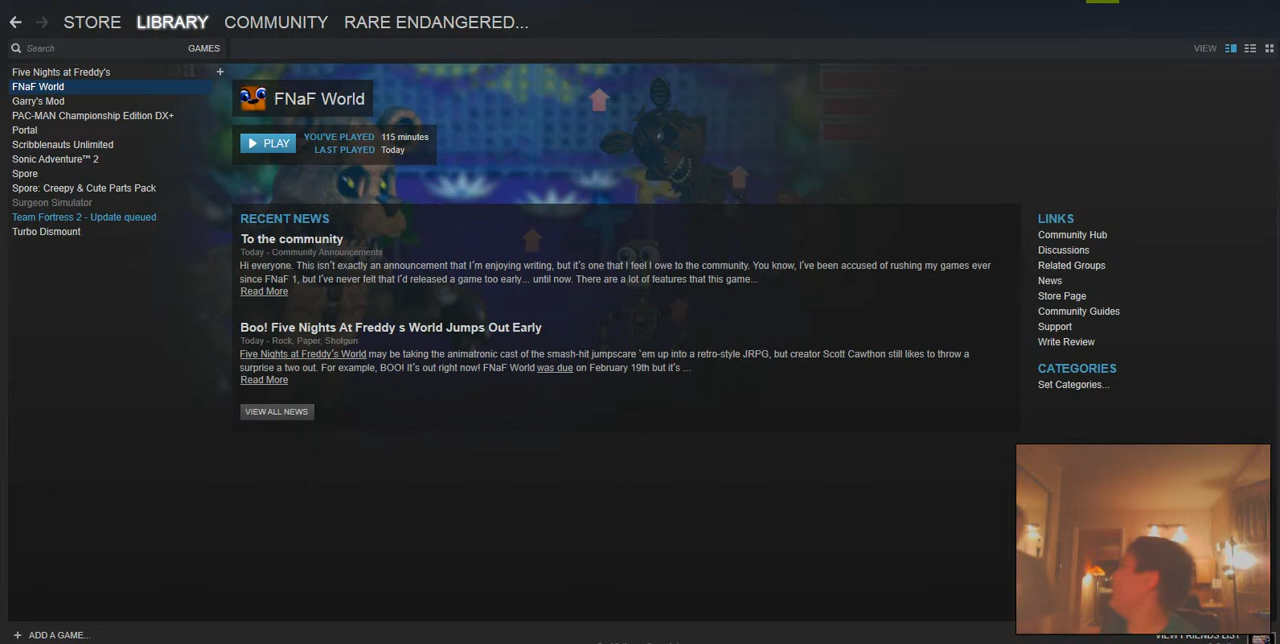 STORE LIBRARY COMMUNITY RARE ENDANGERED...
Search GAMES VIEW
Five Nights at Freddy's
FNaF World
Garry's Mod
PAC-MAN Championship Edition DX+
Portal
Scribblenauts Unlimited
Sonic Adventure™ 2
Spore
Spore: Creepy & Cute Parts Pack
Surgeon Simulator
Team Fortress 2 - Update queued
Turbo Dismount
FNaF World
PLAY
YOU'VE PLAYED 115 minutes
LAST PLAYED Today
RECENT NEWS
To the community
Today - Community Announcements
Hi everyone. This isn't exactly an announcement that I'm enjoying writing, but it's one that I feel I owe to the community. You know, I've been accused of rushing my games ever
since FNaF 1, but I've never felt that I'd released a game too early... until now. There are a lot of features that this game...
Read More
Boo! Five Nights At Freddy s World Jumps Out Early
Today - Rock, Paper, Shotgun
Five Nights at Freddy's World may be taking the animatronic cast of the smash-hit jumpscare 'em up into a retro-style JRPG, but creator Scott Cawthon still likes to throw a
surprise a two out. For example, BOO! It's out right now! FNaF World was due on February 19th but it's ...
Read More
VIEW ALL NEWS
LINKS
Community Hub
Discussions
Related Groups
News
Store Page
Community Guides
Support
Write Review
CATEGORIES
Set Categories...
+ ADD A GAME...
VIEW FRIENDS LIST